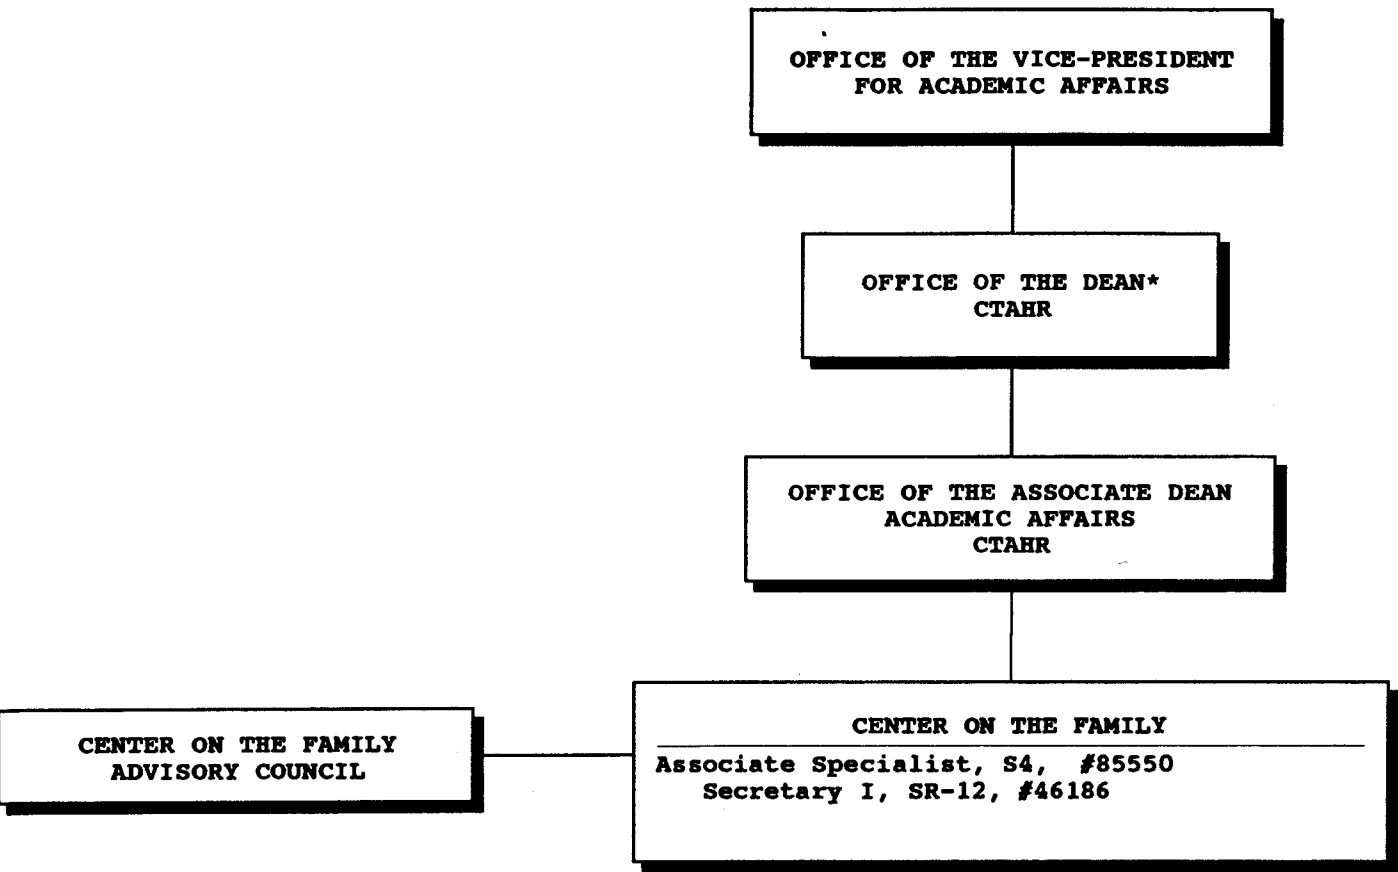 OFFICE OF THE VICE-PRESIDENT
FOR ACADEMIC AFFAIRS
OFFICE OF THE DEAN*
CTAHR
OFFICE OF THE ASSOCIATE DEAN
ACADEMIC AFFAIRS
CTAHR
CENTER ON THE FAMILY
ADVISORY COUNCIL
CENTER ON THE FAMILY
Associate Specialist, S4, #85550
Secretary I, SR-12, #46186